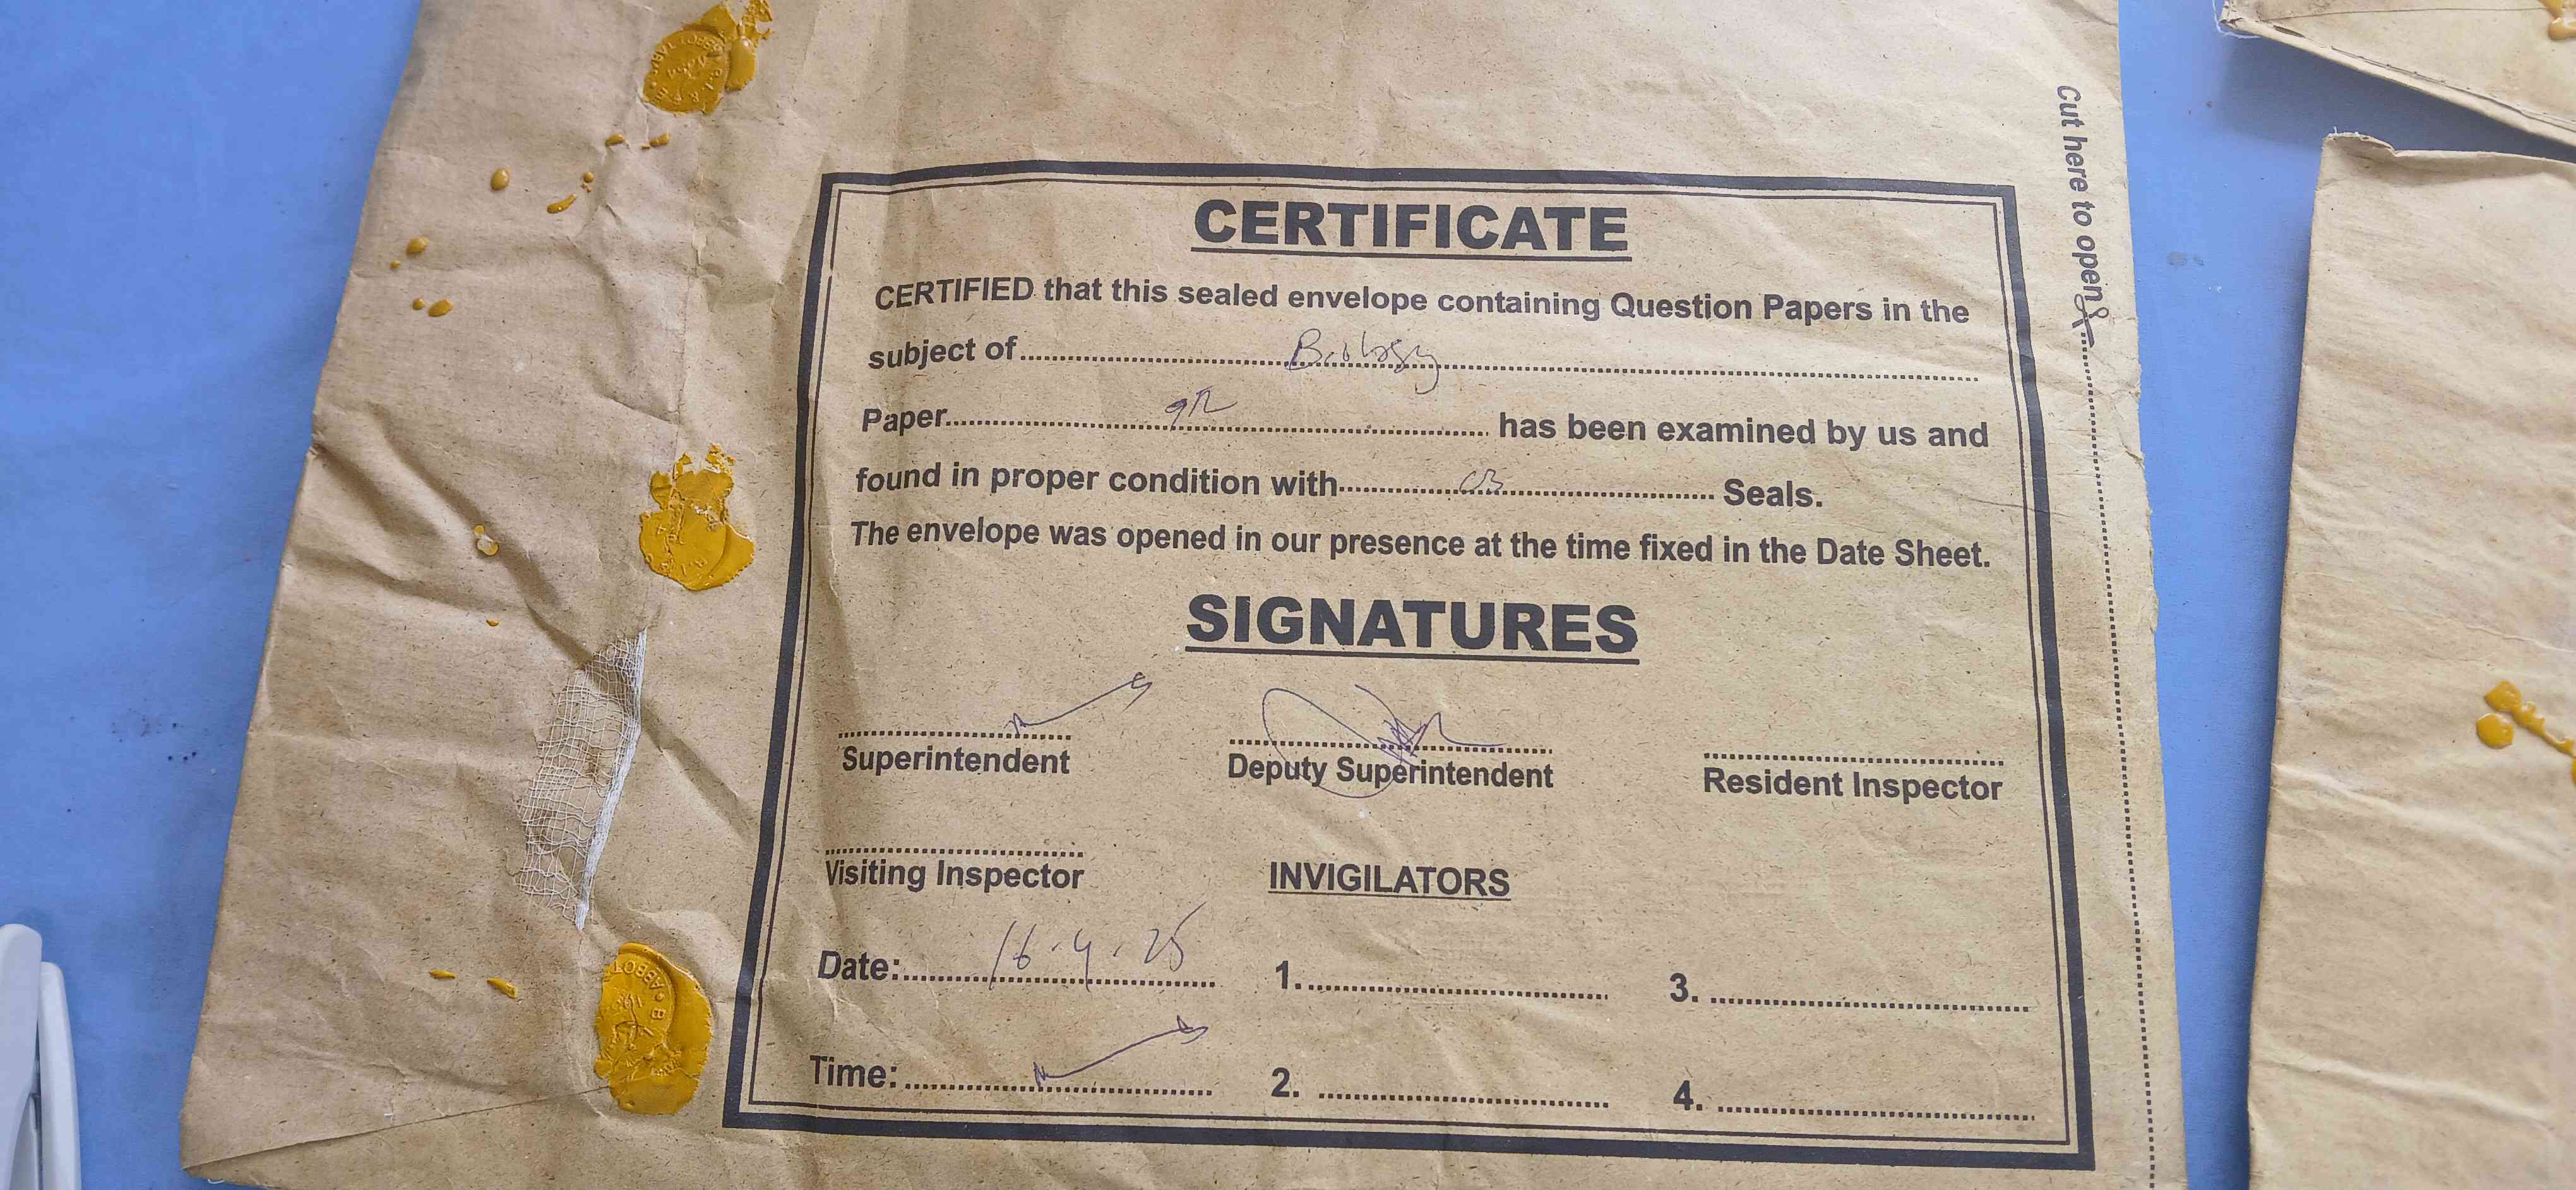 Cut here to open
CERTIFICATE
CERTIFIED that this sealed envelope containing Question Papers in the
subject of Biology
Paper 9th has been examined by us and
found in proper condition with 03 Seals.
The envelope was opened in our presence at the time fixed in the Date Sheet.
SIGNATURES
Superintendent Deputy Superintendent Resident Inspector
Visiting Inspector INVIGILATORS
Date: 16.4.25 1. 3.
Time: 2. 4.